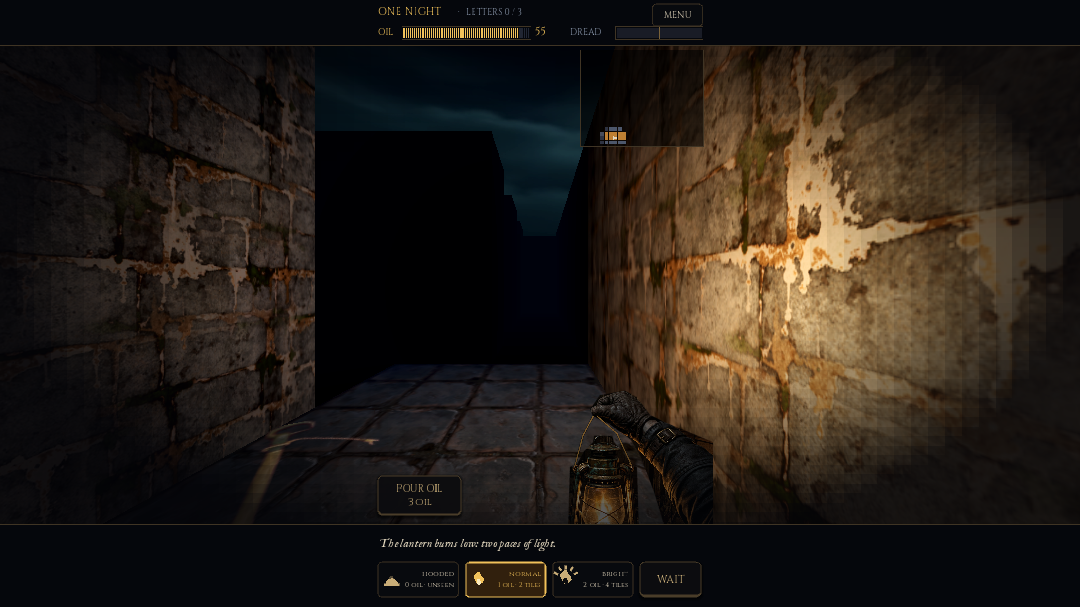 ONE NIGHT · LETTERS 0 / 3
MENU
OIL 55 DREAD
POUR OIL
3 OIL
The lantern burns low: two paces of light.
HOODED
0 OIL · UNSEEN
NORMAL
1 OIL · 2 TILES
BRIGHT
2 OIL · 4 TILES
WAIT